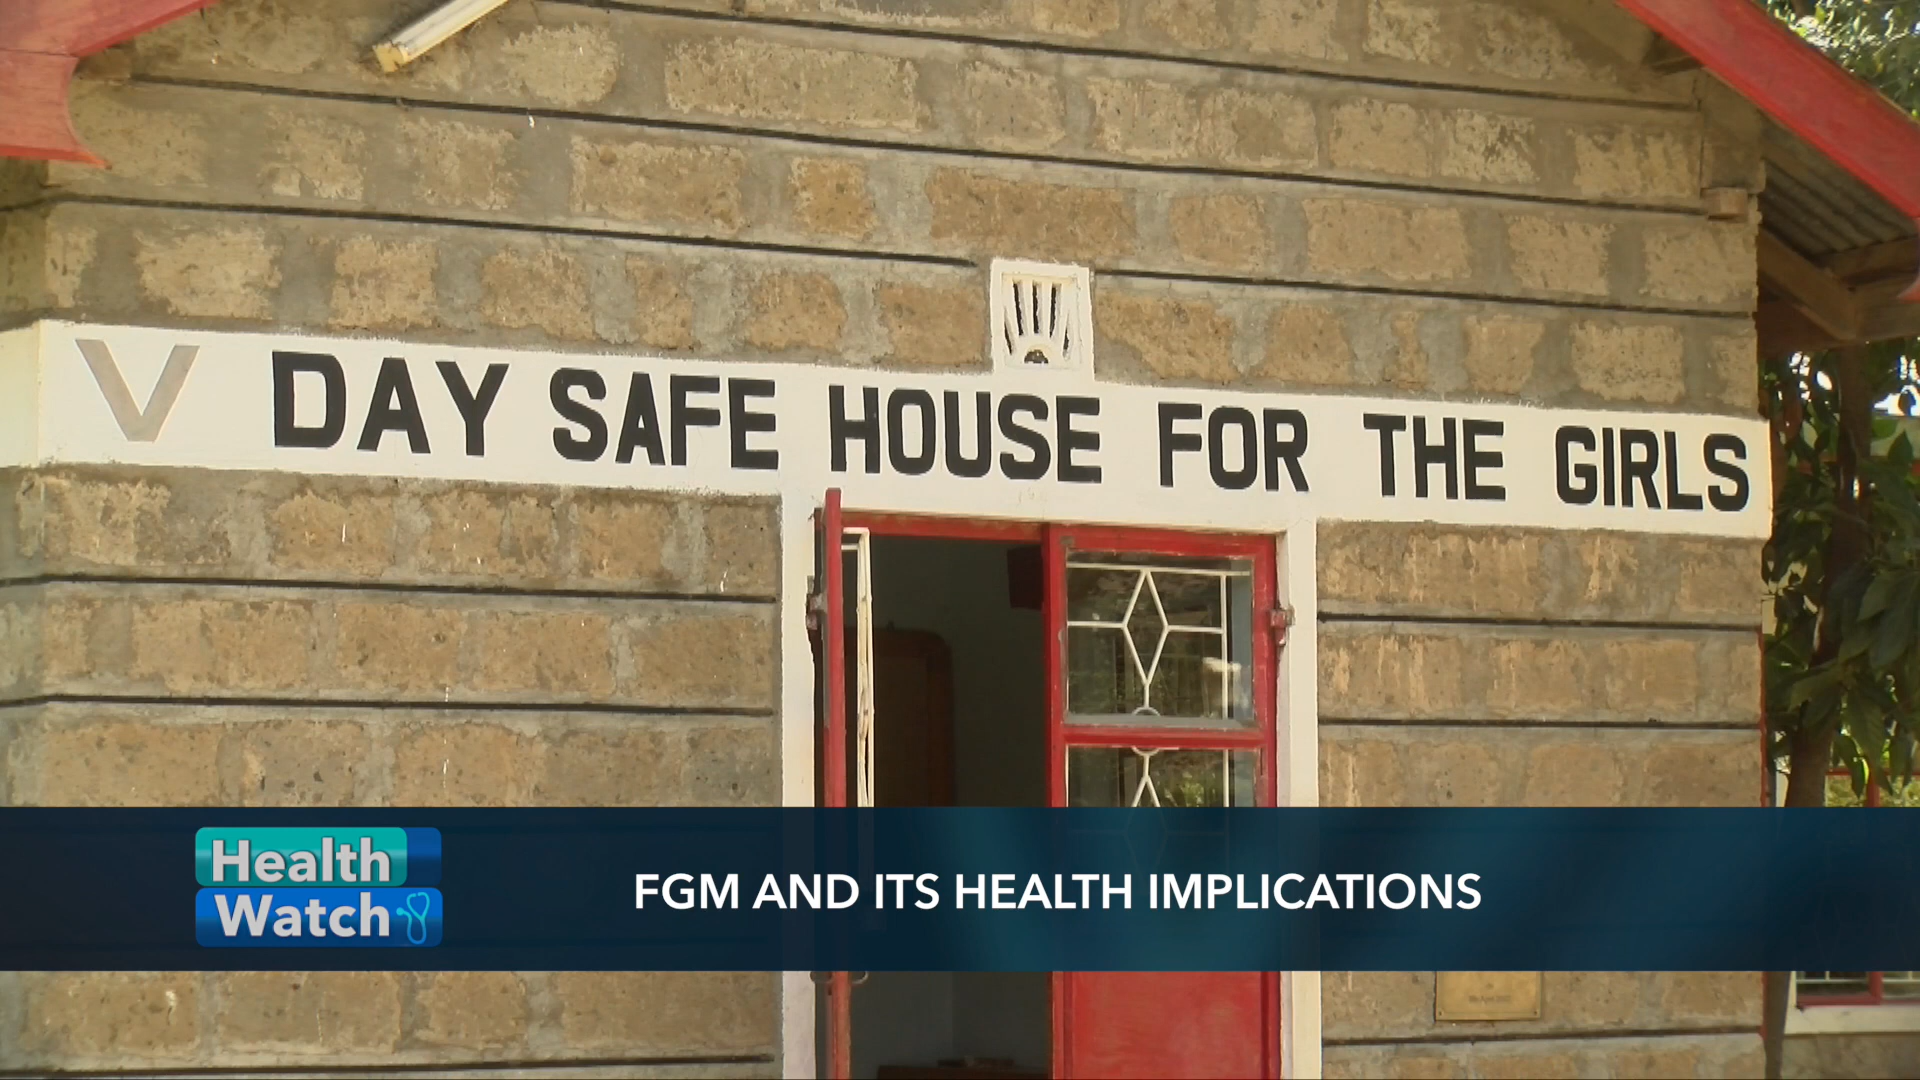 V DAY SAFE HOUSE FOR THE GIRLS
Health
Watch
FGM AND ITS HEALTH IMPLICATIONS